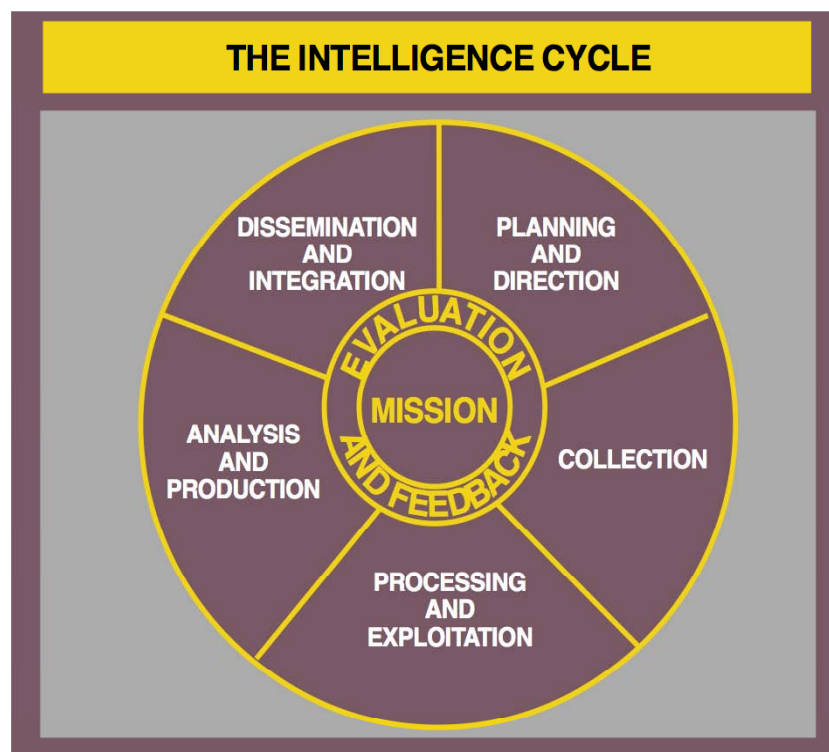 THE INTELLIGENCE CYCLE
DISSEMINATION
AND
INTEGRATION
PLANNING
AND
DIRECTION
EVALUATION
MISSION
AND FEEDBACK
ANALYSIS
AND
PRODUCTION
COLLECTION
PROCESSING
AND
EXPLOITATION